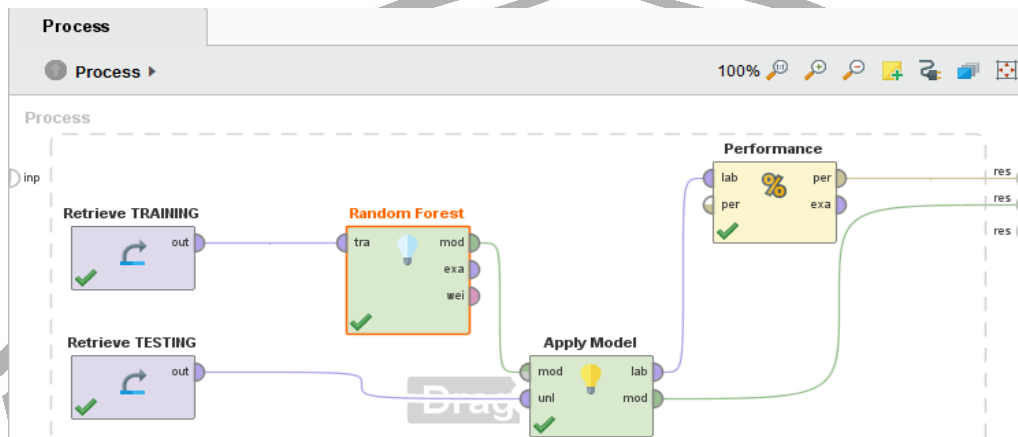 Process
Process
100%
Process
inp
Retrieve TRAINING
out
Random Forest
tra
mod
exa
wei
Performance
lab
per
per
exa
res
res
res
Retrieve TESTING
out
Apply Model
mod
lab
unl
mod
Drag